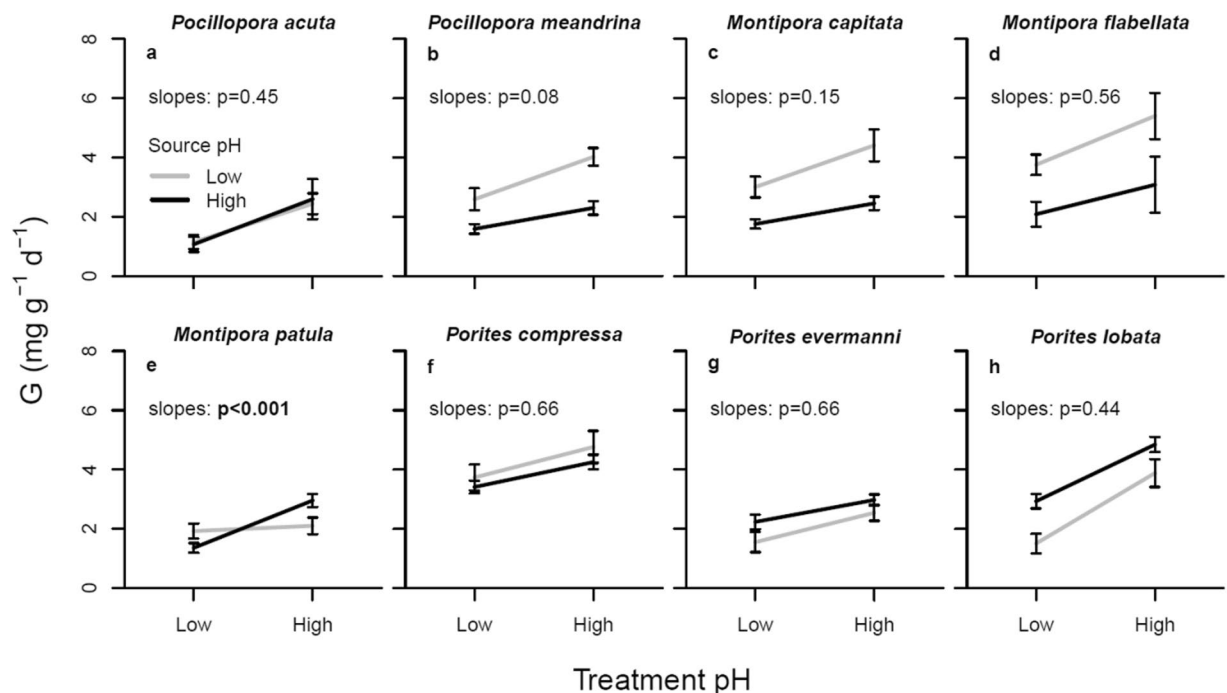 Pocillopora acuta
Pocillopora meandrina
Montipora capitata
Montipora flabellata
8
6
4
2
0
a
slopes: p=0.45
Source pH
Low
High
b
slopes: p=0.08
c
slopes: p=0.15
d
slopes: p=0.56
G (mg g⁻¹ d⁻¹)
Montipora patula
Porites compressa
Porites evermanni
Porites lobata
8
6
4
2
0
e
slopes: p<0.001
f
slopes: p=0.66
g
slopes: p=0.66
h
slopes: p=0.44
Low High
Low High
Low High
Low High
Treatment pH